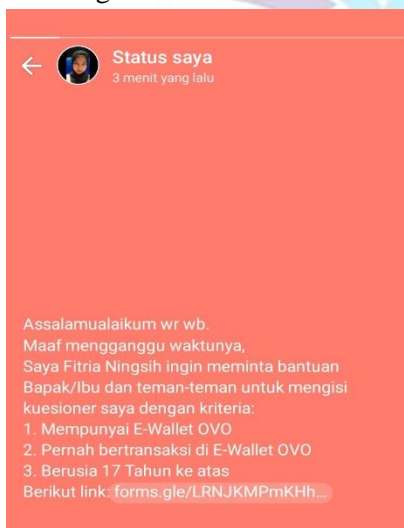 Status saya
3 menit yang lalu
Assalamualaikum wr wb.
Maaf mengganggu waktunya,
Saya Fitria Ningsih ingin meminta bantuan
Bapak/Ibu dan teman-teman untuk mengisi
kuesioner saya dengan kriteria:
1. Mempunyai E-Wallet OVO
2. Pernah bertransaksi di E-Wallet OVO
3. Berusia 17 Tahun ke atas
Berikut link: forms.gle/LRNJKMPmKHh...